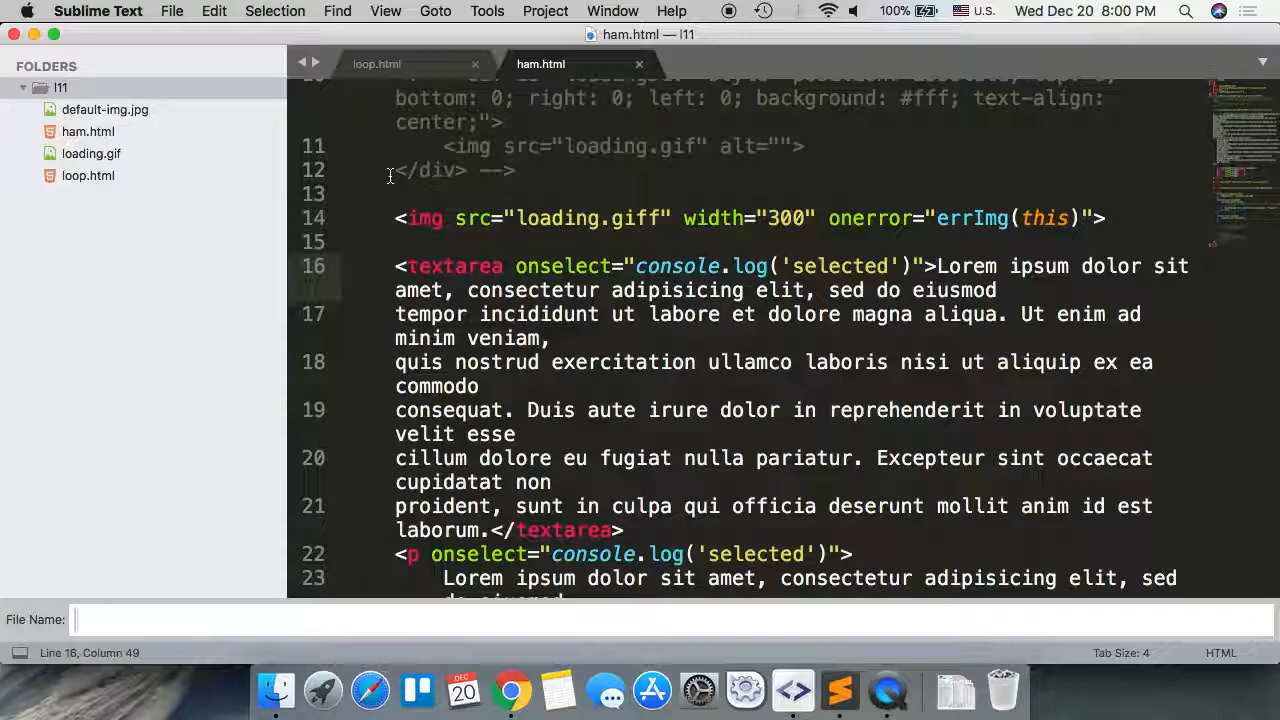 Sublime Text File Edit Selection Find View Goto Tools Project Window Help 100% U.S. Wed Dec 20 8:00 PM
ham.html — l11
FOLDERS
l11
default-img.jpg
ham.html
loading.gif
loop.html
loop.html × ham.html ×
bottom: 0; right: 0; left: 0; background: #fff; text-align:
center;">
11 <img src="loading.gif" alt="">
12 </div> -->
13
14 <img src="loading.giff" width="300" onerror="errImg(this)">
15
16 <textarea onselect="console.log('selected')">Lorem ipsum dolor sit
amet, consectetur adipisicing elit, sed do eiusmod
17 tempor incididunt ut labore et dolore magna aliqua. Ut enim ad
minim veniam,
18 quis nostrud exercitation ullamco laboris nisi ut aliquip ex ea
commodo
19 consequat. Duis aute irure dolor in reprehenderit in voluptate
velit esse
20 cillum dolore eu fugiat nulla pariatur. Excepteur sint occaecat
cupidatat non
21 proident, sunt in culpa qui officia deserunt mollit anim id est
laborum.</textarea>
22 <p onselect="console.log('selected')">
23 Lorem ipsum dolor sit amet, consectetur adipisicing elit, sed
do eiusmod
File Name:
Line 16, Column 49 Tab Size: 4 HTML
DEC
20